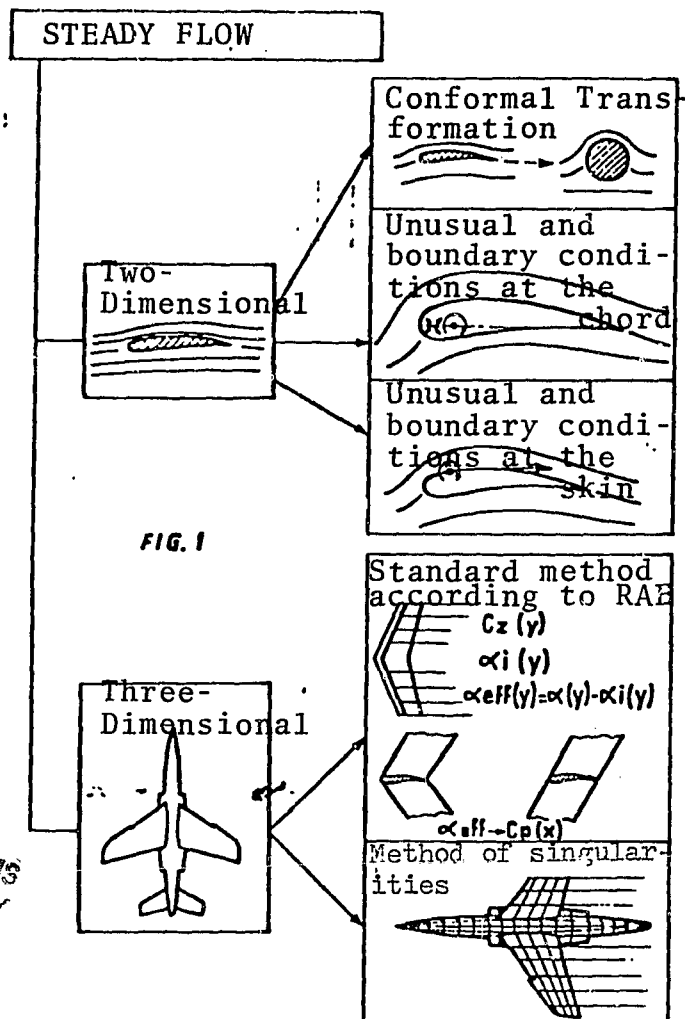 STEADY FLOW
Conformal Trans-
formation
Two-
Dimensional
Unusual and
boundary condi-
tions at the
chord
Unusual and
boundary condi-
tions at the
skin
FIG. 1
Three-
Dimensional
Standard method
according to RAE
Cz (y)
αi (y)
αeff(y)=α(y)-αi(y)
αeff→Cp(x)
Method of singular-
ities